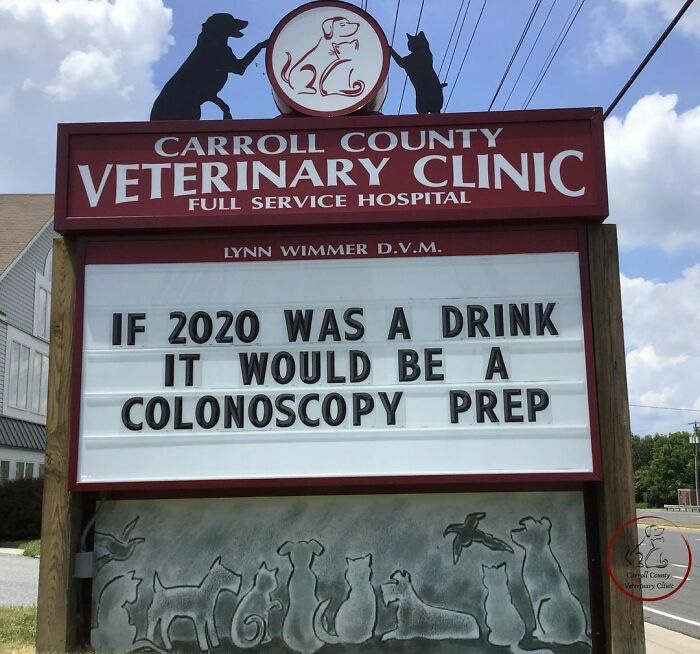 CARROLL COUNTY
VETERINARY CLINIC
FULL SERVICE HOSPITAL
LYNN WIMMER D.V.M.
IF 2020 WAS A DRINK
IT WOULD BE A
COLONOSCOPY PREP
Carroll County
Veterinary Clinic